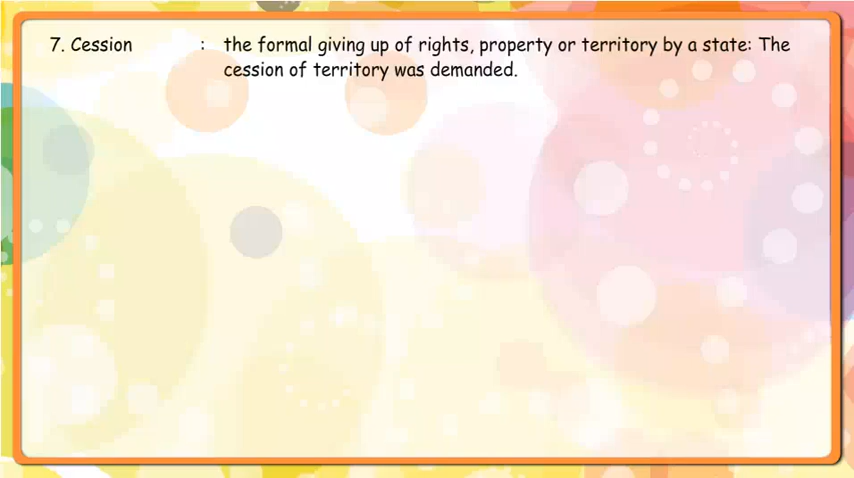 7. Cession : the formal giving up of rights, property or territory by a state: The
cession of territory was demanded.